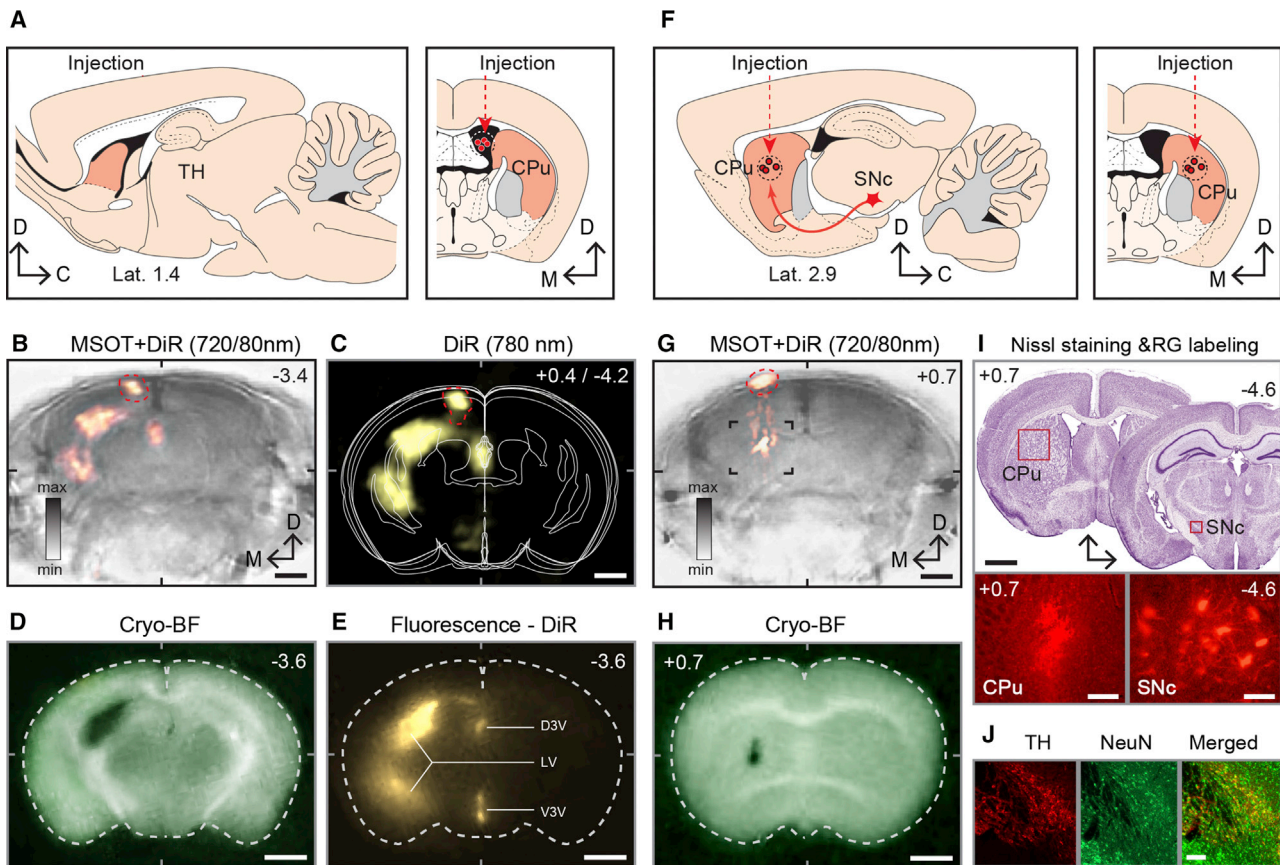 A
Injection
TH
D
C
Lat. 1.4
Injection
CPu
D
M
F
Injection
CPu
SNc
D
C
Lat. 2.9
Injection
CPu
D
M
B
MSOT+DiR (720/80nm)
-3.4
max
min
D
M
C
DiR (780 nm)
+0.4 / -4.2
G
MSOT+DiR (720/80nm)
+0.7
max
min
D
M
I
Nissl staining &RG labeling
+0.7
-4.6
CPu
SNc
+0.7
CPu
-4.6
SNc
D
Cryo-BF
-3.6
E
Fluorescence - DiR
-3.6
D3V
LV
V3V
H
Cryo-BF
+0.7
J
TH
NeuN
Merged